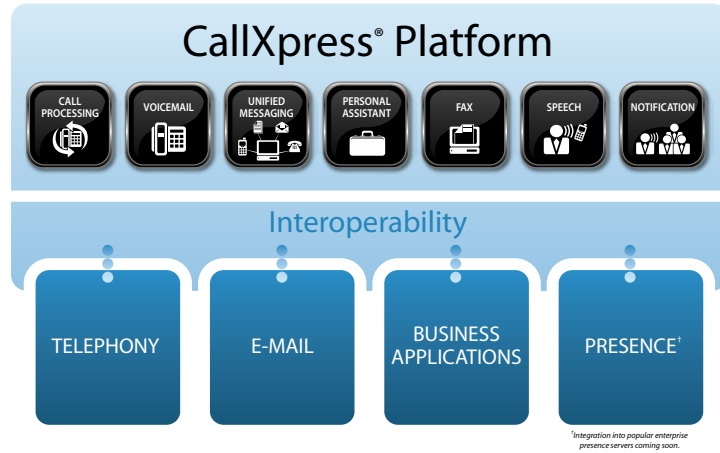 CallXpress® Platform
CALL
PROCESSING
VOICEMAIL
UNIFIED
MESSAGING
PERSONAL
ASSISTANT
FAX
SPEECH
NOTIFICATION
Interoperability
TELEPHONY
E-MAIL
BUSINESS
APPLICATIONS
PRESENCE†
†Integration into popular enterprise
presence servers coming soon.